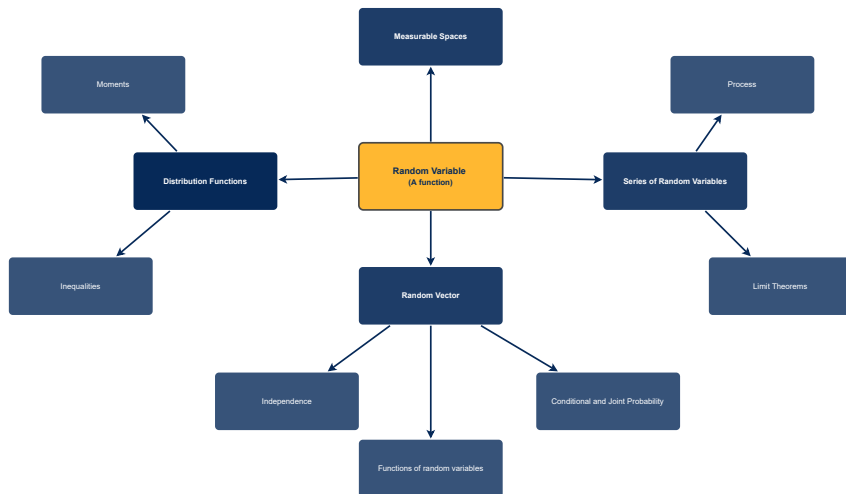 Measurable Spaces
Moments
Process
Random Variable
(A function)
Distribution Functions
Series of Random Variables
Inequalities
Random Vector
Limit Theorems
Independence
Conditional and Joint Probability
Functions of random variables